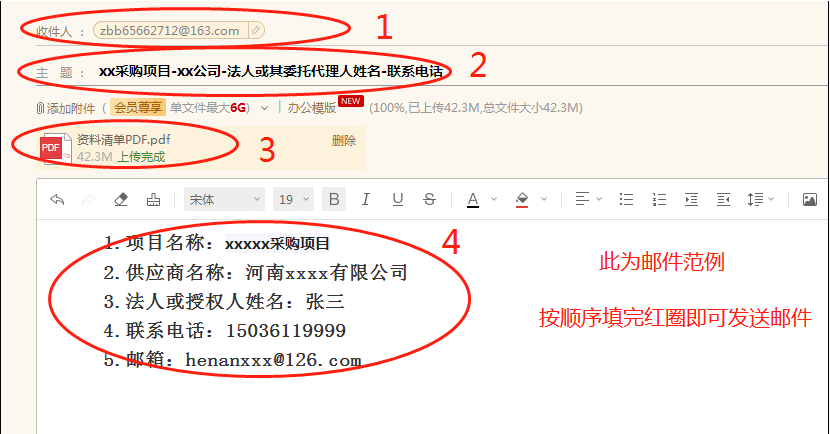 收件人 : zbb65662712@163.com
1
主 题 : xx采购项目-xx公司-法人或其委托代理人姓名-联系电话
2
添加附件 ( 会员尊享 单文件最大6G) 办公模版 NEW (100%,已上传42.3M,总文件大小42.3M)
PDF 资料清单PDF.pdf 删除
42.3M 上传完成
3
宋体 19 B I U S A
1.项目名称：xxxxx采购项目
4
2.供应商名称：河南xxxx有限公司
3.法人或授权人姓名：张三
4.联系电话：15036119999
5.邮箱：henanxxx@126.com
此为邮件范例
按顺序填完红圈即可发送邮件